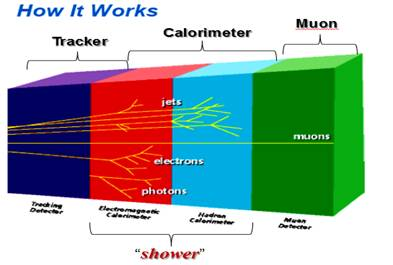 How It Works
Tracker
Calorimeter
Muon
jets
muons
electrons
photons
Tracking
Detector
Electromagnetic
Calorimeter
Hadron
Calorimeter
Muon
Detector
"shower"